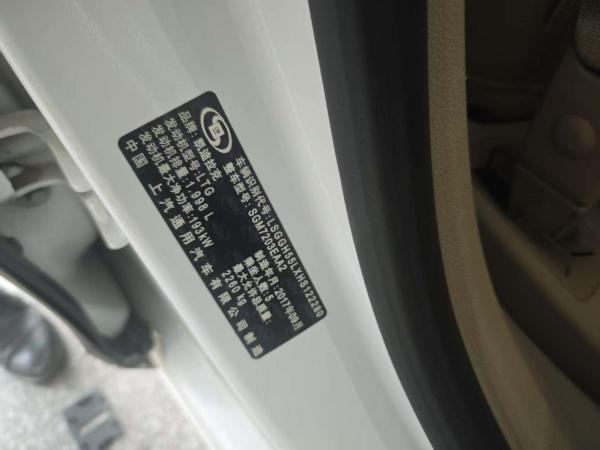 品牌:凯迪拉克
车辆识别代号:LSGGH55LXHS122280
发动机型号:LTG
整车型号:SGM7203EAA2
发动机排量:1.998 L
制造年月:2017年09月
发动机最大净功率:193kW
乘坐人数:5
最大允许总质量:2260 kg
中国 上汽通用汽车有限公司制造